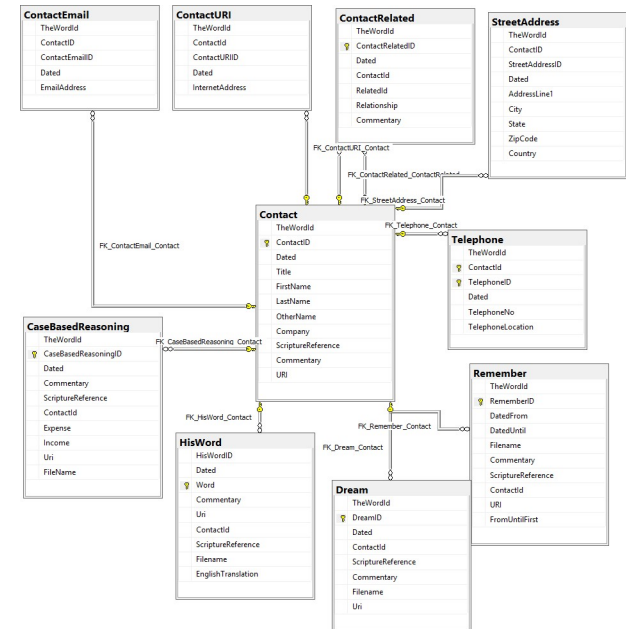 ContactEmail
TheWordId
ContactID
ContactEmailID
Dated
EmailAddress
ContactURI
TheWordId
ContactId
ContactURIID
Dated
InternetAddress
ContactRelated
TheWordId
ContactRelatedID
Dated
ContactId
RelatedId
Relationship
Commentary
StreetAddress
TheWordId
ContactID
StreetAddressID
Dated
AddressLine1
City
State
ZipCode
Country
FK_ContactURI_Contact
FK_ContactRelated_ContactRelated
FK_StreetAddress_Contact
FK_Telephone_Contact
FK_ContactEmail_Contact
Contact
TheWordId
ContactID
Dated
Title
FirstName
LastName
OtherName
Company
ScriptureReference
Commentary
URI
Telephone
TheWordId
ContactId
TelephoneID
Dated
TelephoneNo
TelephoneLocation
CaseBasedReasoning
TheWordId
CaseBasedReasoningID
Dated
Commentary
ScriptureReference
ContactId
Expense
Income
Uri
FileName
FK_CaseBasedReasoning_Contact
Remember
TheWordId
RememberID
DatedFrom
DatedUntil
Filename
Commentary
ScriptureReference
ContactId
URI
FromUntilFirst
FK_HisWord_Contact
FK_Remember_Contact
FK_Dream_Contact
HisWord
HisWordID
Dated
Word
Commentary
Uri
ContactId
ScriptureReference
Filename
EnglishTranslation
Dream
TheWordId
DreamID
Dated
ContactId
ScriptureReference
Commentary
Filename
Uri